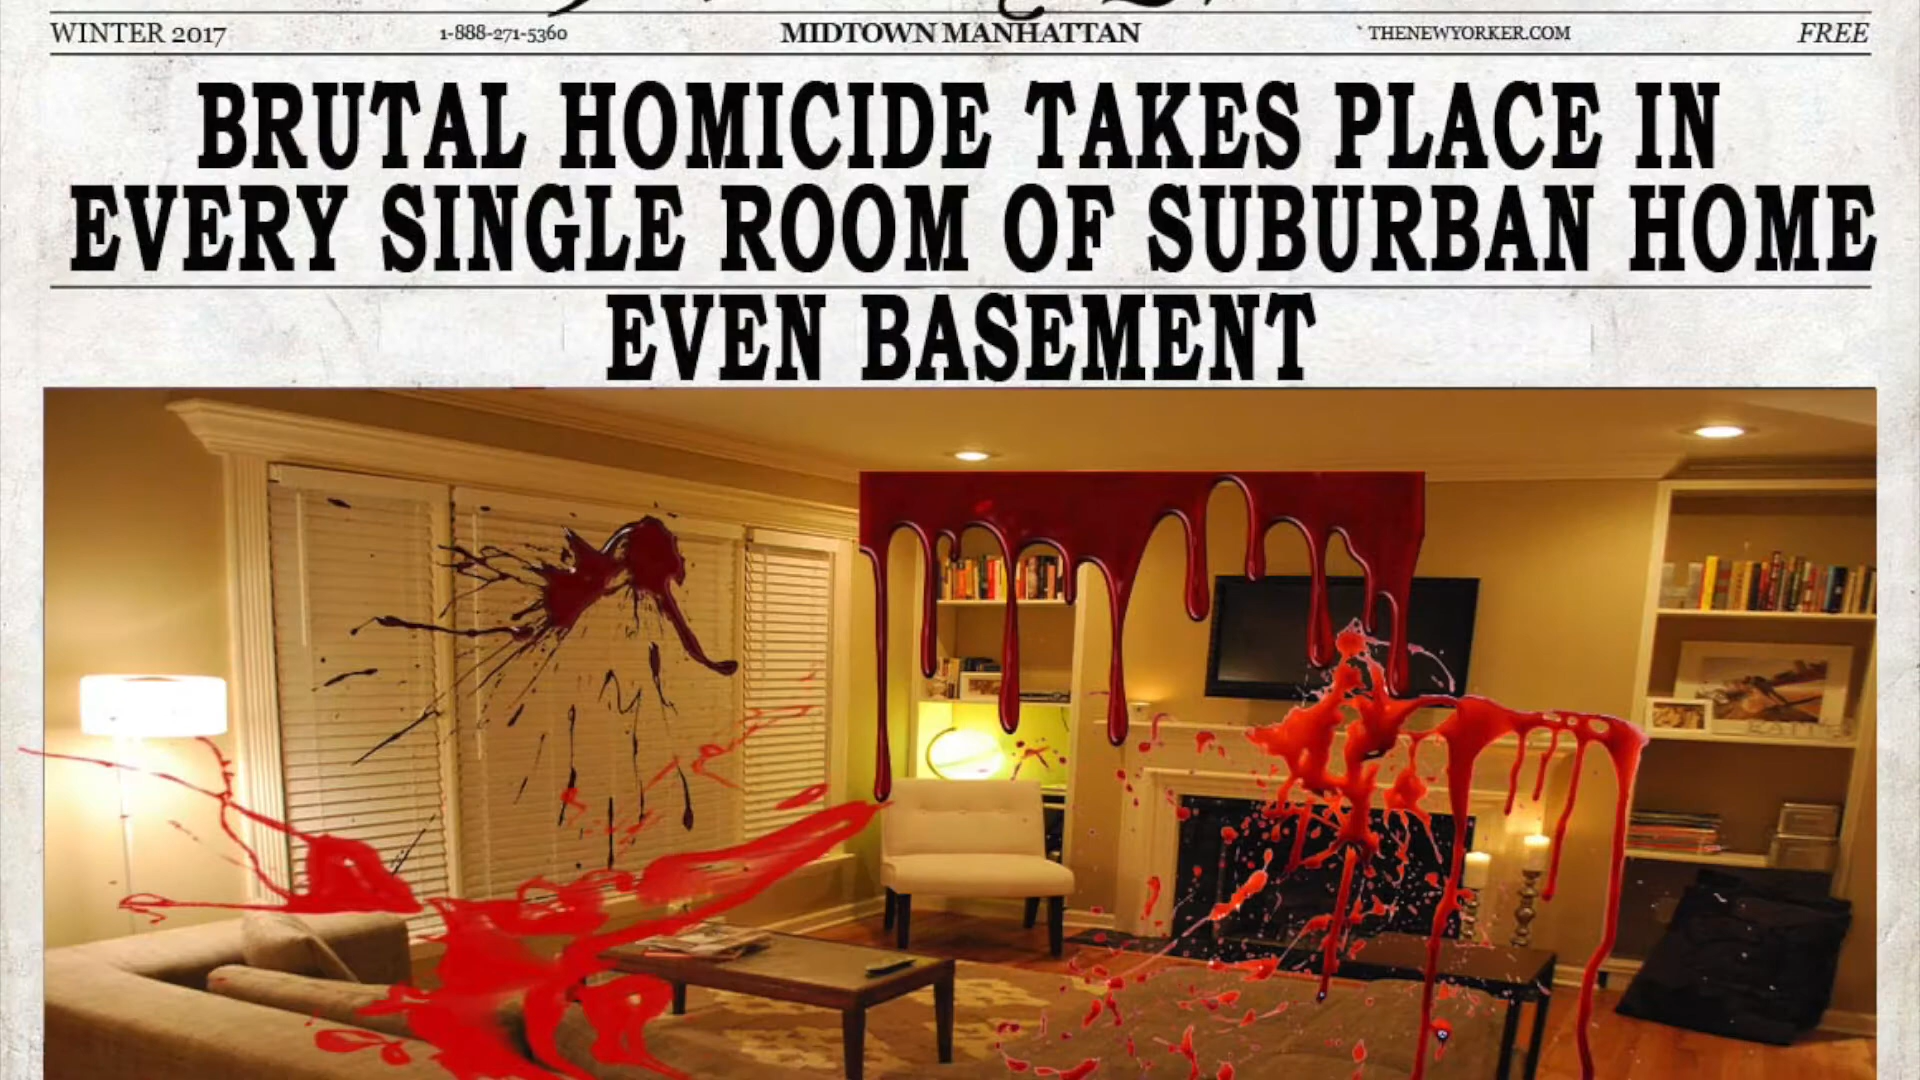 WINTER 2017
1-888-271-5360
MIDTOWN MANHATTAN
THENEWYORKER.COM
FREE
BRUTAL HOMICIDE TAKES PLACE IN
EVERY SINGLE ROOM OF SUBURBAN HOME
EVEN BASEMENT